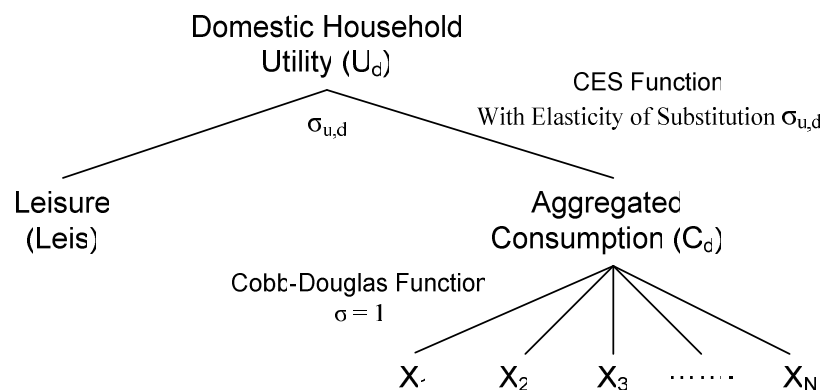 Domestic Household
Utility (U_d)
CES Function
With Elasticity of Substitution σ_u,d
σ_u,d
Leisure
(Leis)
Aggregated
Consumption (C_d)
Cobb-Douglas Function
σ = 1
X X_2 X_3 ....... X_N